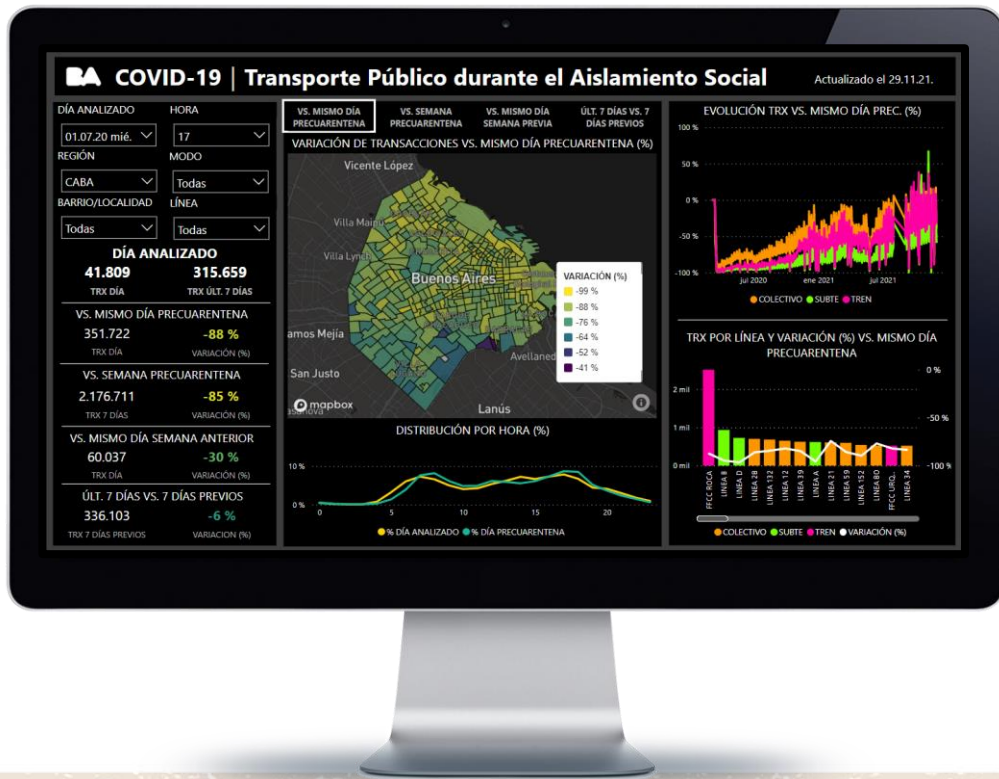 BA COVID-19 | Transporte Público durante el Aislamiento Social
Actualizado el 29.11.21.
DÍA ANALIZADO
HORA
01.07.20 mié.
17
REGIÓN
MODO
CABA
Todas
BARRIO/LOCALIDAD
LÍNEA
Todas
Todas
DÍA ANALIZADO
41.809
315.659
TRX DÍA
TRX ÚLT. 7 DÍAS
VS. MISMO DÍA PRECUARENTENA
351.722
-88 %
TRX DÍA
VARIACIÓN (%)
VS. SEMANA PRECUARENTENA
2.176.711
-85 %
TRX 7 DÍAS
VARIACIÓN (%)
VS. MISMO DÍA SEMANA ANTERIOR
60.037
-30 %
TRX DÍA
VARIACIÓN (%)
ÚLT. 7 DÍAS VS. 7 DÍAS PREVIOS
336.103
-6 %
TRX 7 DÍAS PREVIOS
VARIACION (%)
VS. MISMO DÍA
PRECUARENTENA
VS. SEMANA
PRECUARENTENA
VS. MISMO DÍA
SEMANA PREVIA
ÚLT. 7 DÍAS VS. 7
DÍAS PREVIOS
VARIACIÓN DE TRANSACCIONES VS. MISMO DÍA PRECUARENTENA (%)
Vicente López
Villa
Villa Lynch
Buenos Aires
San Justo
Lanús
mapbox
VARIACIÓN (%)
-99 %
-88 %
-76 %
-64 %
-52 %
-41 %
DISTRIBUCIÓN POR HORA (%)
10 %
0 %
0
5
10
15
20
% DÍA ANALIZADO
% DÍA PRECUARENTENA
EVOLUCIÓN TRX VS. MISMO DÍA PREC. (%)
100 %
50 %
0 %
-50 %
-100 %
jul 2020
ene 2021
jul 2021
COLECTIVO
SUBTE
TREN
TRX POR LÍNEA Y VARIACIÓN (%) VS. MISMO DÍA
PRECUARENTENA
2 mil
1 mil
0 mil
0 %
-50 %
-100 %
FFCC ROCA
LINEA B
LINEA D
LINEA 28
LINEA 132
LINEA 12
LINEA 39
LINEA A
LINEA 21
LINEA 59
LINEA 152
LINEA 80
FFCC URQ...
LINEA 34
COLECTIVO
SUBTE
TREN
VARIACIÓN (%)